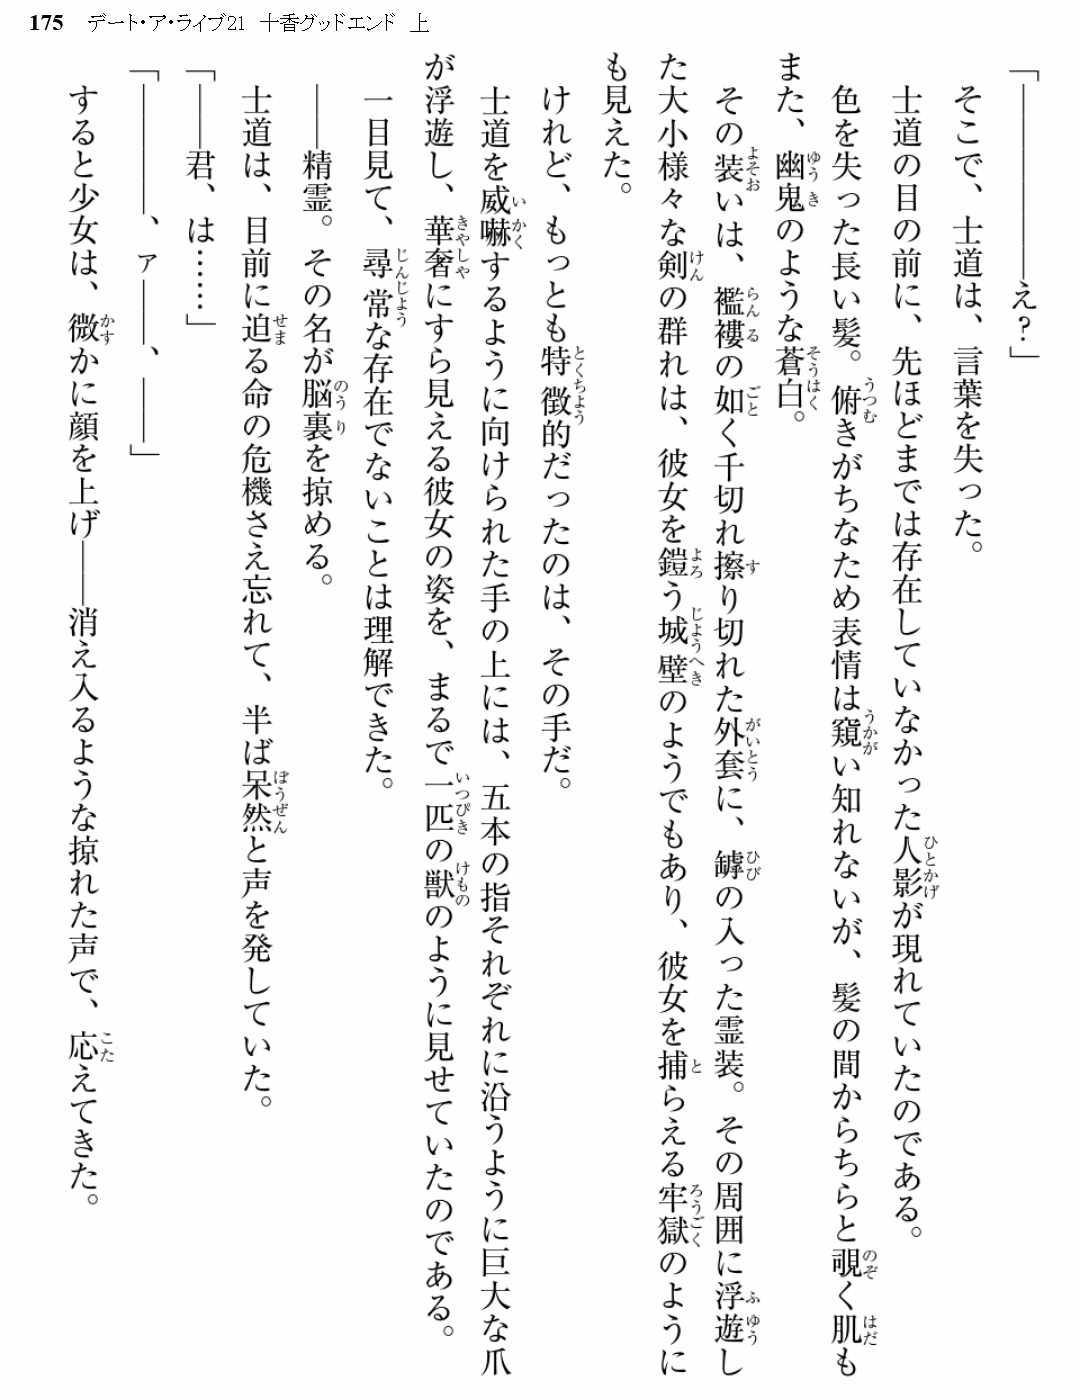 175 デート・ア・ライブ21 十香グッドエンド 上
「――――――え？」
そこで、士道は、言葉を失った。
士道の目の前に、先ほどまでは存在していなかった人影が現れていたのである。
色を失った長い髪。俯きがちなため表情は窺い知れないが、髪の間からちらと覗く肌も
また、幽鬼のような蒼白。
その装いは、襤褸の如く千切れ擦り切れた外套に、罅の入った霊装。その周囲に浮遊し
た大小様々な剣の群れは、彼女を鎧う城壁のようでもあり、彼女を捕らえる牢獄のように
も見えた。
けれど、もっとも特徴的だったのは、その手だ。
士道を威嚇するように向けられた手の上には、五本の指それぞれに沿うように巨大な爪
が浮遊し、華奢にすら見える彼女の姿を、まるで一匹の獣のように見せていたのである。
一目見て、尋常な存在でないことは理解できた。
――精霊。その名が脳裏を掠める。
士道は、目前に迫る命の危機さえ忘れて、半ば呆然と声を発していた。
「――君、は……」
「――――、ァ――、――」
すると少女は、微かに顔を上げ――消え入るような掠れた声で、応えてきた。